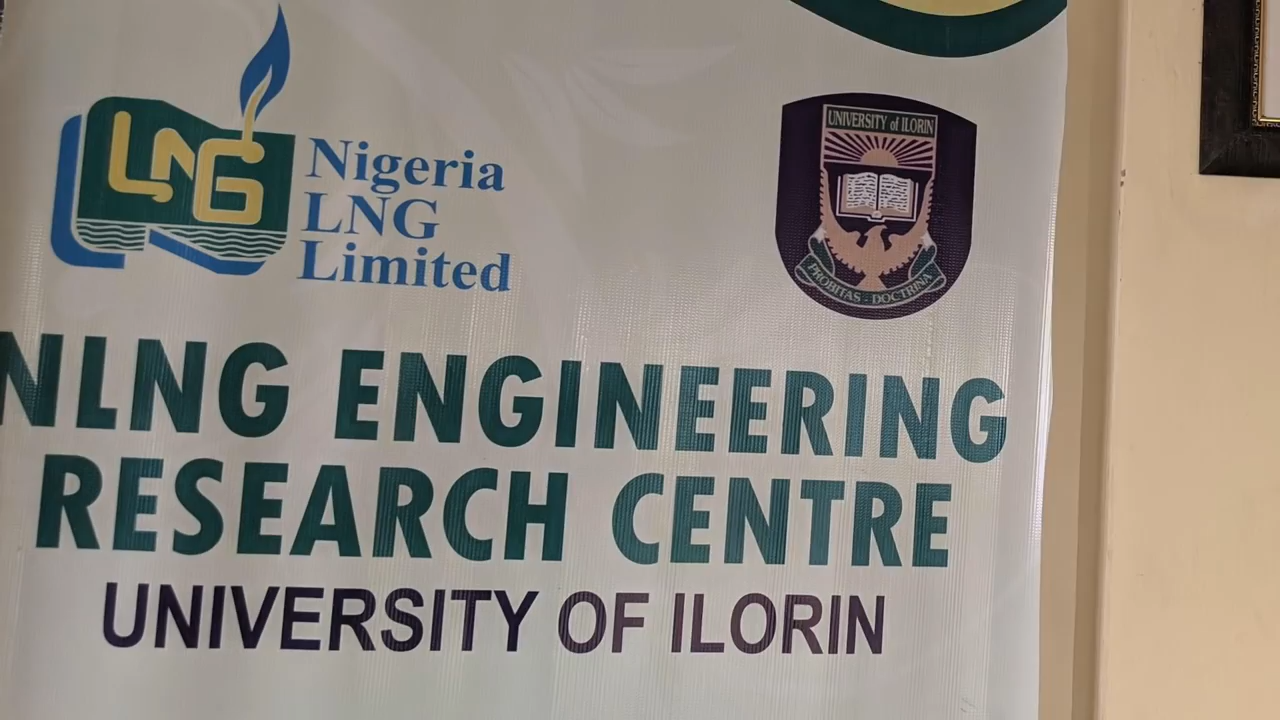 LNG
Nigeria
LNG
Limited
UNIVERSITY of ILORIN
PROBITAS - DOCTRINA
NLNG ENGINEERING
RESEARCH CENTRE
UNIVERSITY OF ILORIN